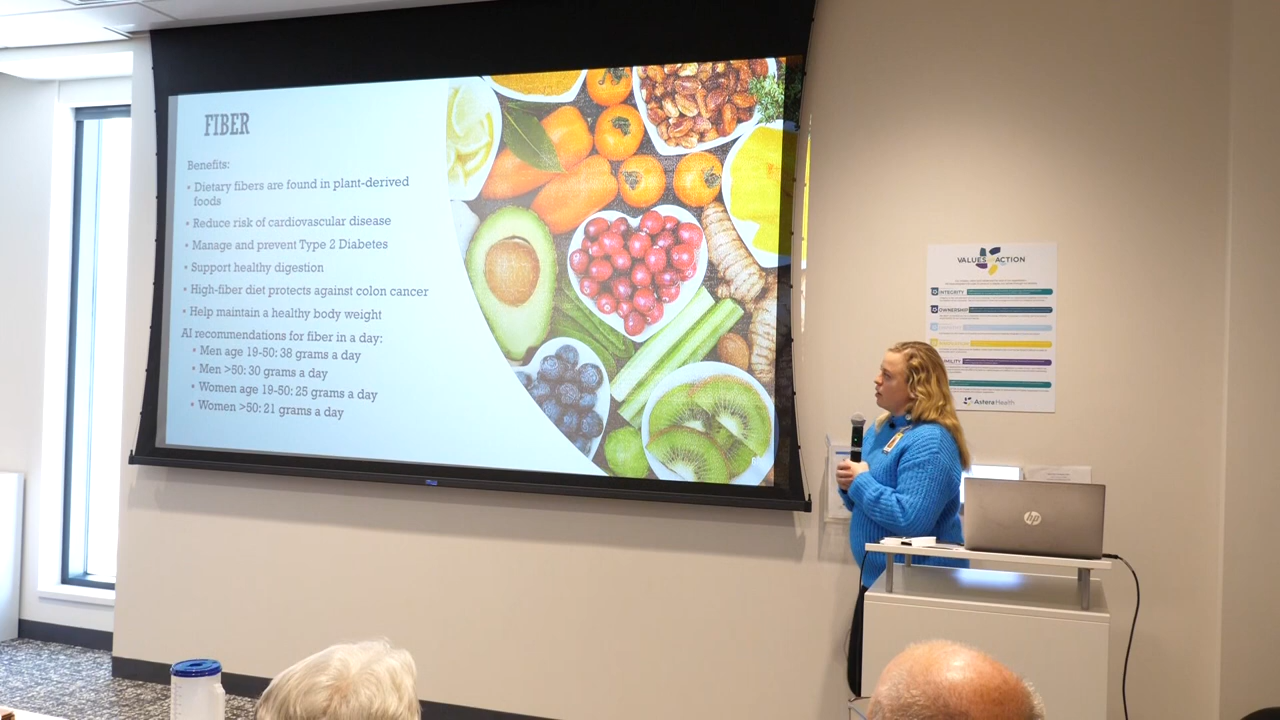 FIBER
Benefits:
• Dietary fibers are found in plant-derived
foods
• Reduce risk of cardiovascular disease
• Manage and prevent Type 2 Diabetes
• Support healthy digestion
• High-fiber diet protects against colon cancer
• Help maintain a healthy body weight
AI recommendations for fiber in a day:
• Men age 19-50: 38 grams a day
• Men >50: 30 grams a day
• Women age 19-50: 25 grams a day
• Women >50: 21 grams a day
VALUES ACTION
INTEGRITY
OWNERSHIP
AsteraHealth
hp